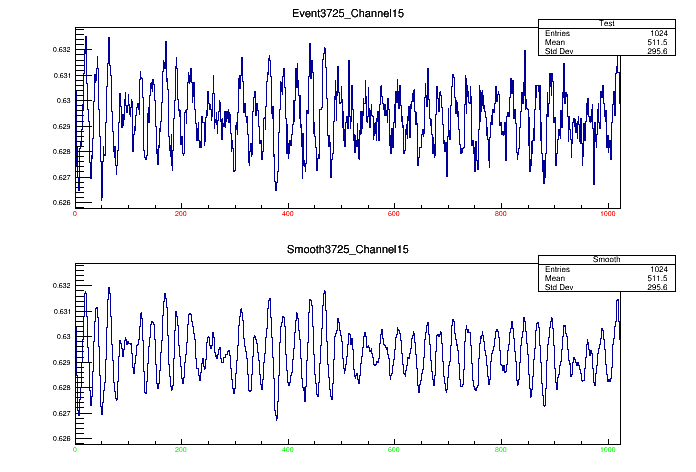 Event3725_Channel15
Test
Entries 1024
Mean 511.5
Std Dev 295.6
0.632
0.631
0.63
0.629
0.628
0.627
0.626
0 200 400 600 800 1000
Smooth3725_Channel15
Smooth
Entries 1024
Mean 511.5
Std Dev 295.6
0.632
0.631
0.63
0.629
0.628
0.627
0.626
0 200 400 600 800 1000